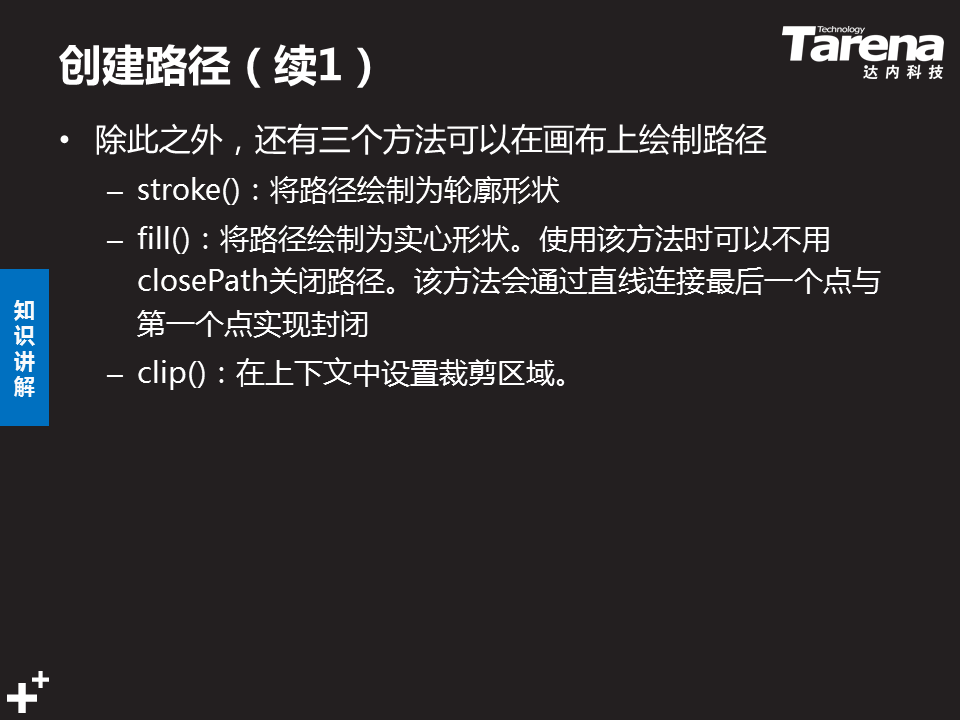 创建路径（续1）
Technology
Tarena
达内科技
• 除此之外，还有三个方法可以在画布上绘制路径
– stroke()：将路径绘制为轮廓形状
– fill()：将路径绘制为实心形状。使用该方法时可以不用
closePath关闭路径。该方法会通过直线连接最后一个点与
第一个点实现封闭
– clip()：在上下文中设置裁剪区域。
知
识
讲
解